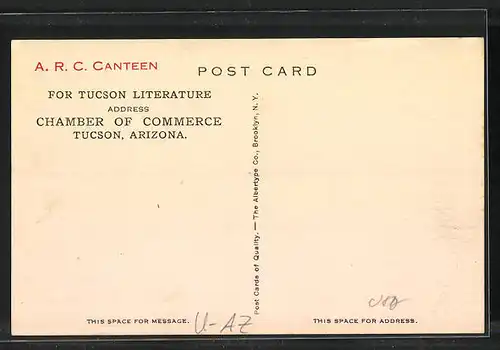 A. R. C. CANTEEN
POST CARD
FOR TUCSON LITERATURE
ADDRESS
CHAMBER OF COMMERCE
TUCSON, ARIZONA.
Post Cards of Quality. — The Albertype Co., Brooklyn, N. Y.
THIS SPACE FOR MESSAGE.
U-AZ
THIS SPACE FOR ADDRESS.